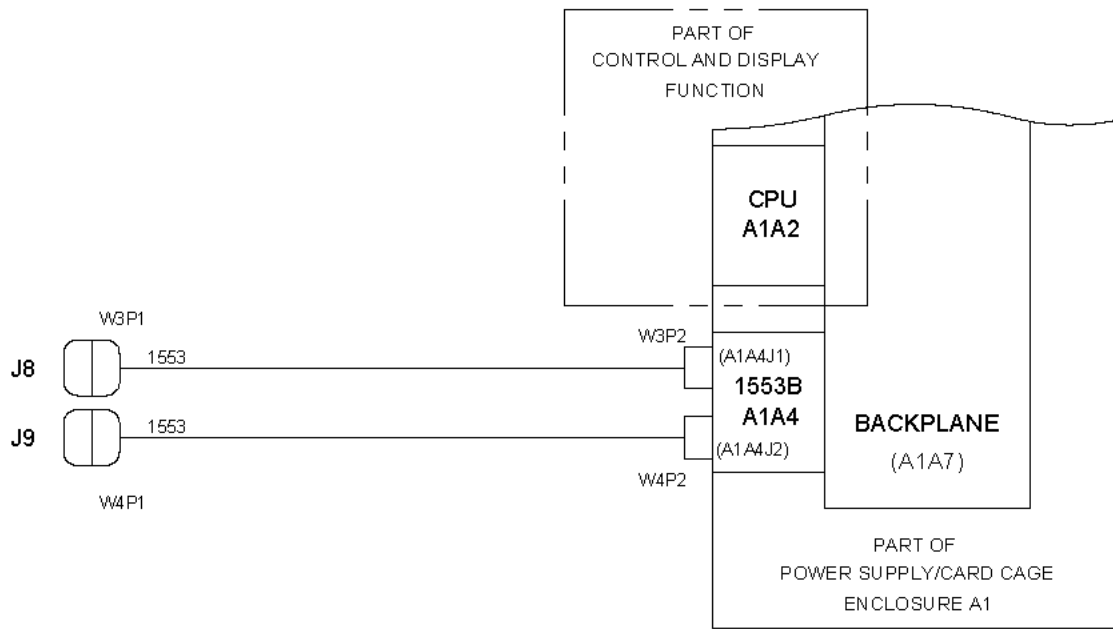 PART OF
CONTROL AND DISPLAY
FUNCTION
CPU
A1A2
W3P1
W3P2
J8
1553
(A1A4J1)
1553B
A1A4
J9
1553
(A1A4J2)
BACKPLANE
(A1A7)
W4P1
W4P2
PART OF
POWER SUPPLY/CARD CAGE
ENCLOSURE A1